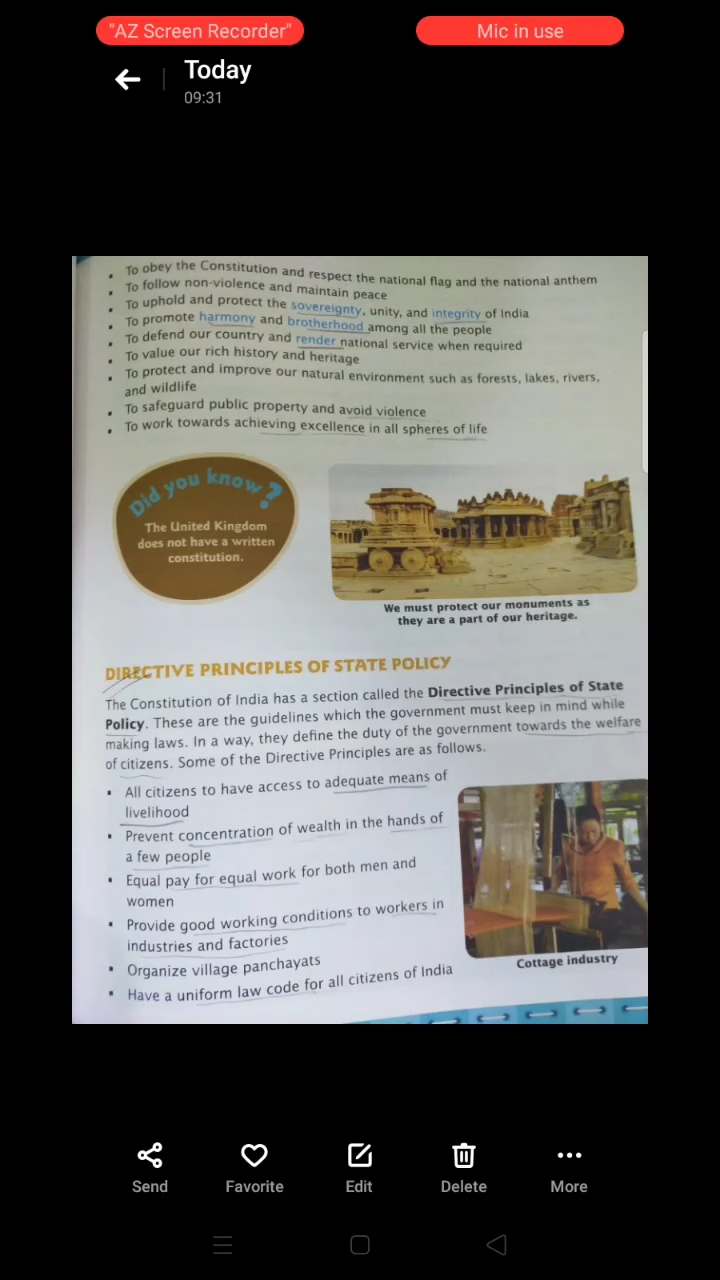 "AZ Screen Recorder"
Mic in use
Today
09:31
• To obey the Constitution and respect the national flag and the national anthem
• To follow non-violence and maintain peace
• To uphold and protect the sovereignty, unity, and integrity of India
• To promote harmony and brotherhood among all the people
• To defend our country and render national service when required
• To value our rich history and heritage
• To protect and improve our natural environment such as forests, lakes, rivers,
and wildlife
• To safeguard public property and avoid violence
• To work towards achieving excellence in all spheres of life
Did you know?
The United Kingdom
does not have a written
constitution.
We must protect our monuments as
they are a part of our heritage.
DIRECTIVE PRINCIPLES OF STATE POLICY
The Constitution of India has a section called the Directive Principles of State
Policy. These are the guidelines which the government must keep in mind while
making laws. In a way, they define the duty of the government towards the welfare
of citizens. Some of the Directive Principles are as follows.
• All citizens to have access to adequate means of
livelihood
• Prevent concentration of wealth in the hands of
a few people
• Equal pay for equal work for both men and
women
• Provide good working conditions to workers in
industries and factories
• Organize village panchayats
• Have a uniform law code for all citizens of India
Cottage industry
Send
Favorite
Edit
Delete
More